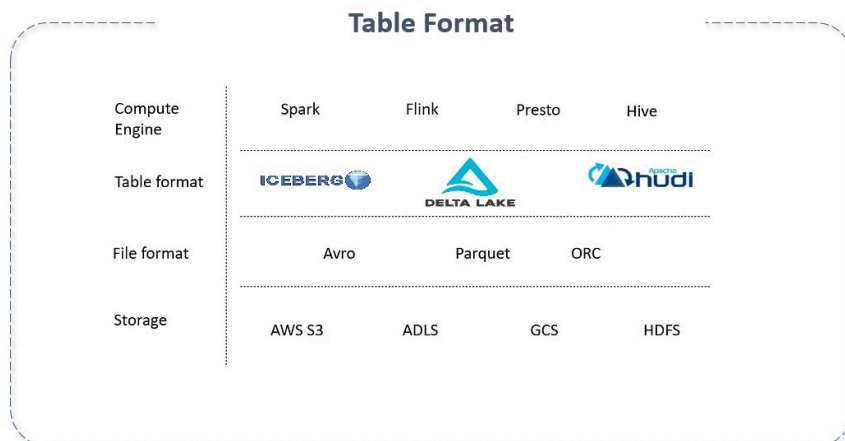 Table Format
Compute
Engine
Spark Flink Presto Hive
Table format
ICEBERG
DELTA LAKE
Apache
hudi
File format
Avro Parquet ORC
Storage
AWS S3 ADLS GCS HDFS